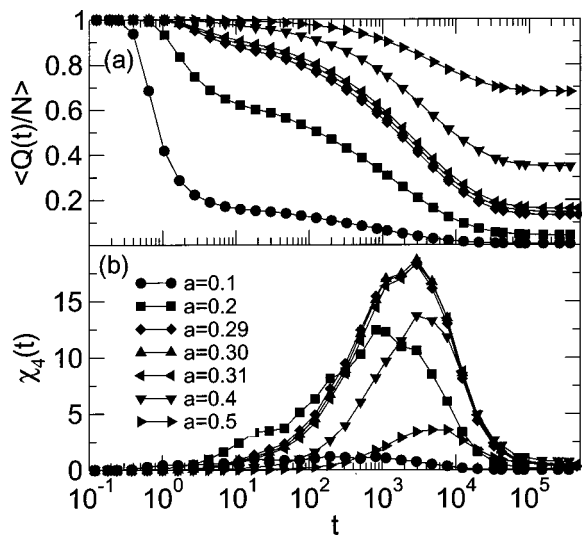 1
0.8
0.6
0.4
0.2
<Q(t)/N>
(a)
(b)
15
10
5
0
χ₄(t)
a=0.1
a=0.2
a=0.29
a=0.30
a=0.31
a=0.4
a=0.5
10⁻¹ 10⁰ 10¹ 10² 10³ 10⁴ 10⁵
t